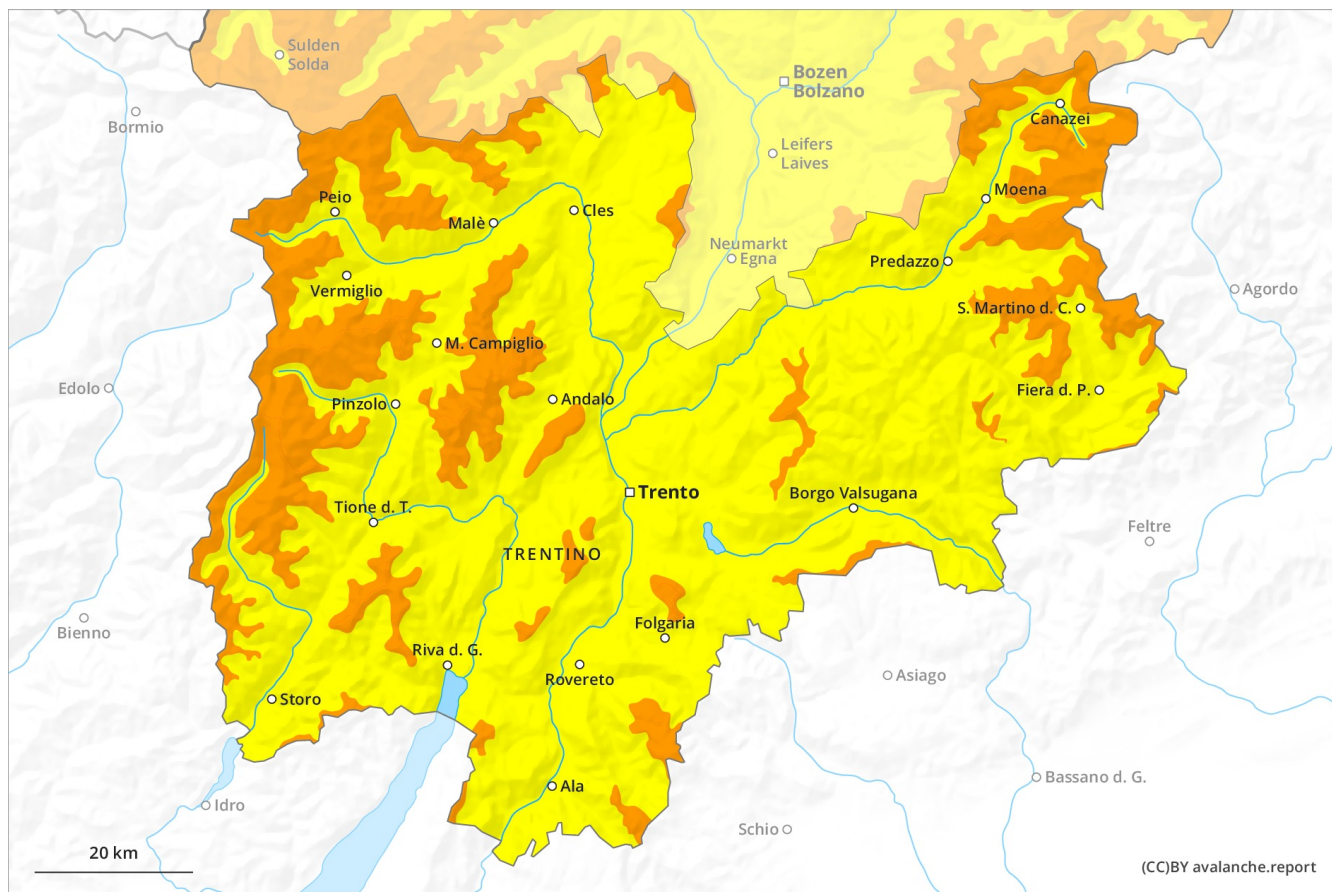 Sulden
Solda
Bozen
Bolzano
Bormio
Canazei
Leifers
Laives
Peio
Moena
Malè
Cles
Neumarkt
Egna
Predazzo
Vermiglio
Agordo
S. Martino d. C.
M. Campiglio
Edolo
Pinzolo
Andalo
Fiera d. P.
Trento
Borgo Valsugana
Tione d. T.
Feltre
TRENTINO
Bienno
Folgaria
Riva d. G.
Rovereto
Asiago
Storo
Bassano d. G.
Ala
Idro
Schio
20 km
(CC)BY avalanche.report